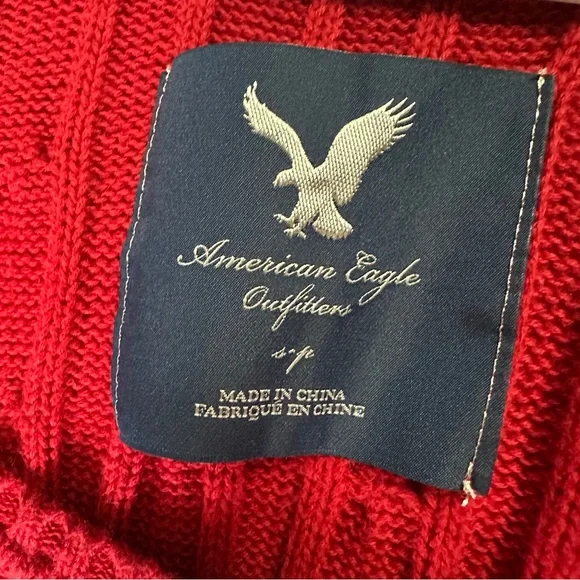 American Eagle
Outfitters
s·p
MADE IN CHINA
FABRIQUÉ EN CHINE